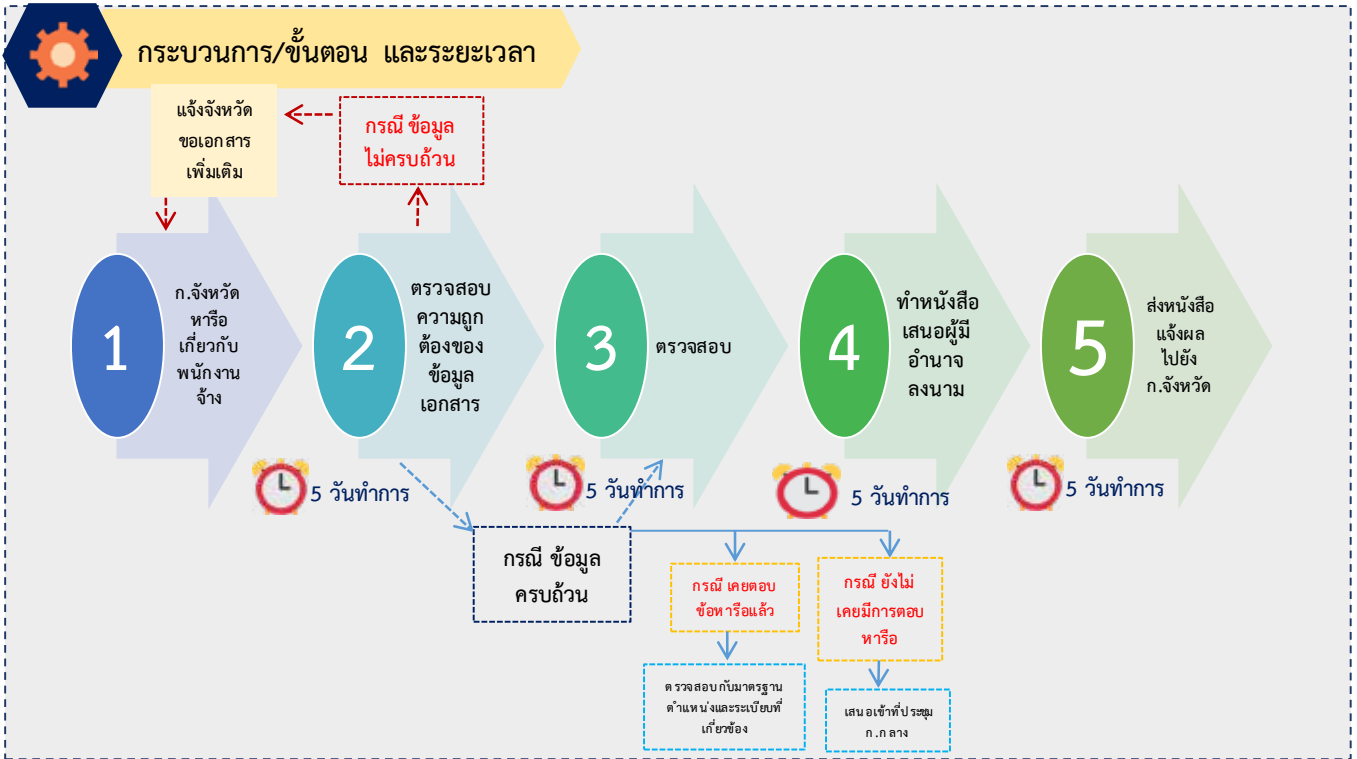 กระบวนการ/ขั้นตอน และระยะเวลา
แจ้งจังหวัด
ขอเอกสาร
เพิ่มเติม
กรณี ข้อมูล
ไม่ครบถ้วน
1
ก.จังหวัด
หารือ
เกี่ยวกับ
พนักงาน
จ้าง
2
ตรวจสอบ
ความถูก
ต้องของ
ข้อมูล
เอกสาร
3
ตรวจสอบ
4
ทำหนังสือ
เสนอผู้มี
อำนาจ
ลงนาม
5
ส่งหนังสือ
แจ้งผล
ไปยัง
ก.จังหวัด
5 วันทำการ
5 วันทำการ
5 วันทำการ
5 วันทำการ
กรณี ข้อมูล
ครบถ้วน
กรณี เคยตอบ
ข้อหารือแล้ว
กรณี ยังไม่
เคยมีการตอบ
หารือ
ตรวจสอบกับมาตรฐาน
ตำแหน่งและระเบียบที่
เกี่ยวข้อง
เสนอเข้าที่ประชุม
ก.กลาง